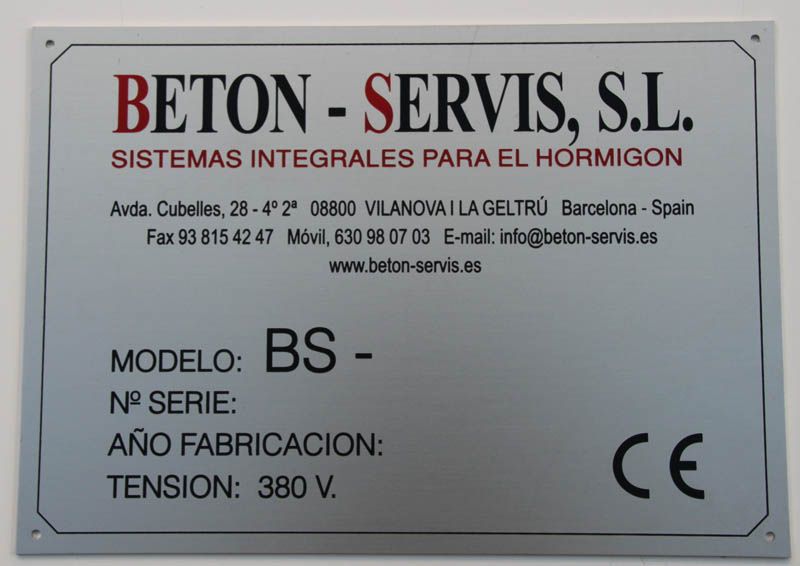 BETON - SERVIS, S.L.
SISTEMAS INTEGRALES PARA EL HORMIGON
Avda. Cubelles, 28 - 4º 2ª 08800 VILANOVA I LA GELTRÚ Barcelona - Spain
Fax 93 815 42 47 Móvil, 630 98 07 03 E-mail: info@beton-servis.es
www.beton-servis.es
MODELO: BS -
Nº SERIE:
AÑO FABRICACION:
TENSION: 380 V.
CE